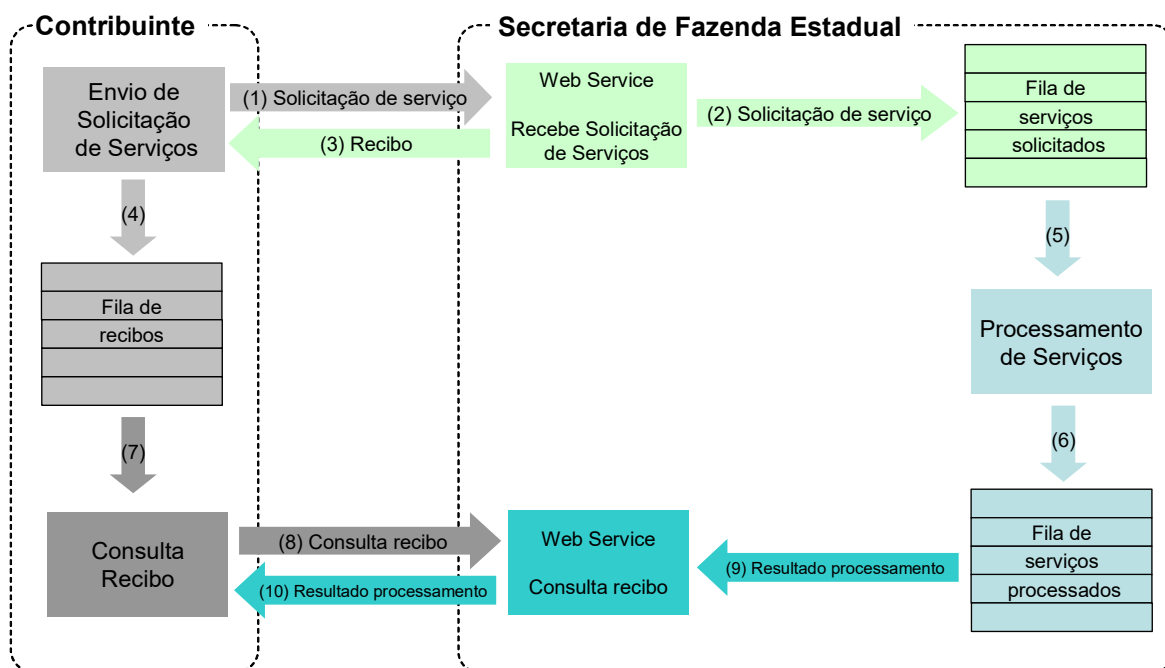 Contribuinte
Secretaria de Fazenda Estadual
Envio de
Solicitação
de Serviços
(1) Solicitação de serviço
(3) Recibo
Web Service
Recebe Solicitação
de Serviços
(2) Solicitação de serviço
Fila de
serviços
solicitados
(4)
(5)
Fila de
recibos
Processamento
de Serviços
(7)
(6)
Consulta
Recibo
(8) Consulta recibo
(10) Resultado processamento
Web Service
Consulta recibo
(9) Resultado processamento
Fila de
serviços
processados